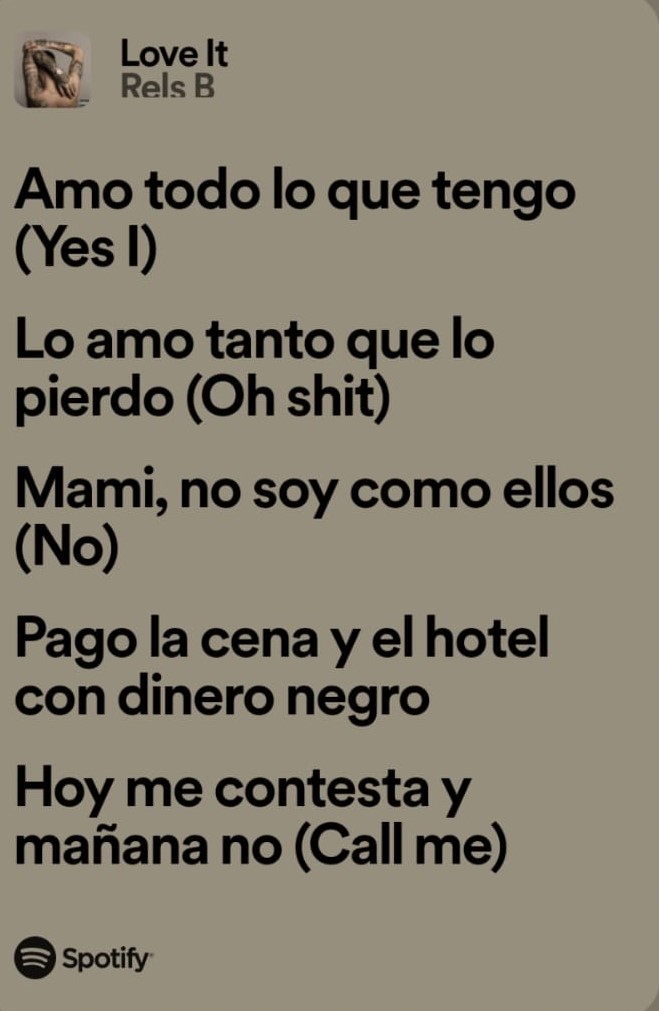 Love It
Rels B
Amo todo lo que tengo
(Yes I)
Lo amo tanto que lo
pierdo (Oh shit)
Mami, no soy como ellos
(No)
Pago la cena y el hotel
con dinero negro
Hoy me contesta y
mañana no (Call me)
Spotify